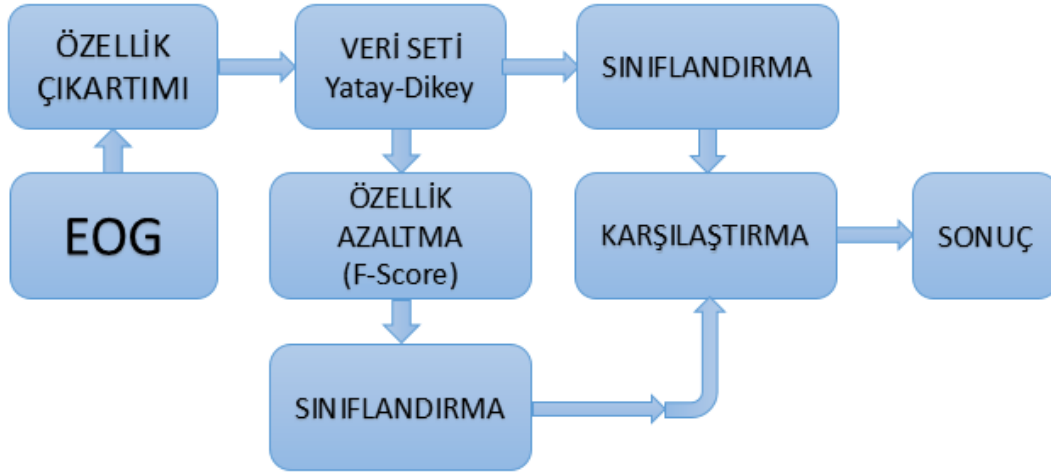 ÖZELLİK
ÇIKARTIMI
VERİ SETİ
Yatay-Dikey
SINIFLANDIRMA
EOG
ÖZELLİK
AZALTMA
(F-Score)
KARŞILAŞTIRMA
SONUÇ
SINIFLANDIRMA